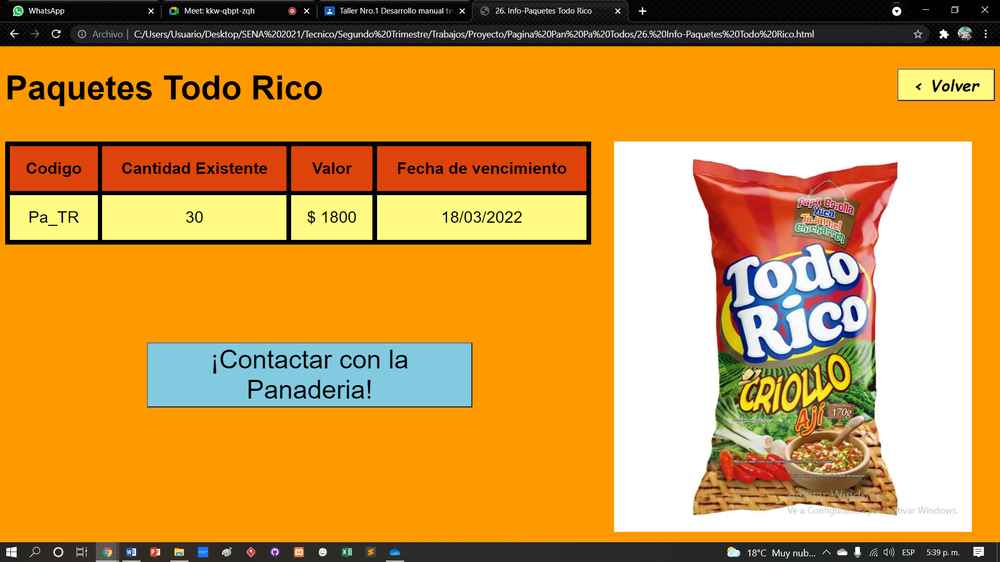 WhatsApp
Meet: kkw-qbpt-zqh
Taller Nro.1 Desarrollo manual te
26. Info-Paquetes Todo Rico
Archivo
C:/Users/Usuario/Desktop/SENA%202021/Tecnico/Segundo%20Trimestre/Trabajos/Proyecto/Pagina%20Pan%20Pa%20Todos/26.%20Info-Paquetes%20Todo%20Rico.html
Paquetes Todo Rico
< Volver
Codigo
Cantidad Existente
Valor
Fecha de vencimiento
Pa_TR
30
$ 1800
18/03/2022
¡Contactar con la
Panaderia!
Papa Criolla
Yuca
Tajamiel
Chicharrón
Todo
Rico
CRIOLLO
Ají
Peso Neto
170g
Activar Windows
Ve a Configuración para activar Windows.
18°C Muy nub...
ESP
5:39 p. m.